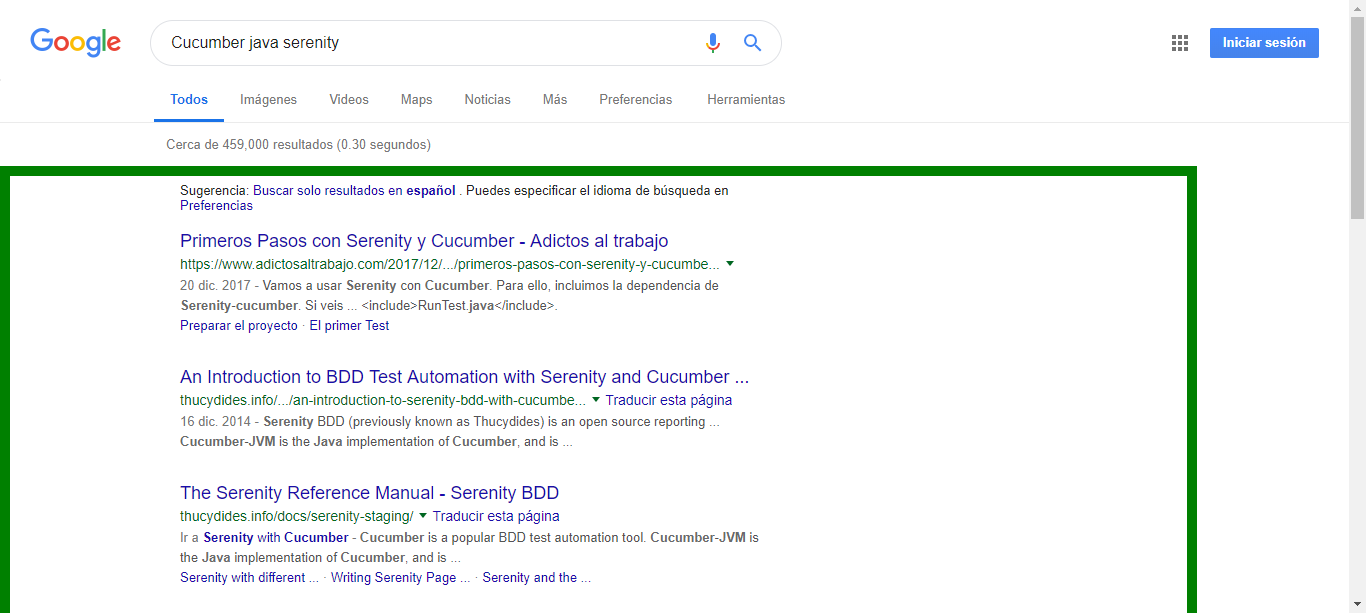 Google
Cucumber java serenity
Iniciar sesión
Todos Imágenes Videos Maps Noticias Más Preferencias Herramientas
Cerca de 459,000 resultados (0.30 segundos)
Sugerencia: Buscar solo resultados en español . Puedes especificar el idioma de búsqueda en
Preferencias
Primeros Pasos con Serenity y Cucumber - Adictos al trabajo
https://www.adictosaltrabajo.com/2017/12/.../primeros-pasos-con-serenity-y-cucumbe...
20 dic. 2017 - Vamos a usar Serenity con Cucumber. Para ello, incluimos la dependencia de
Serenity-cucumber. Si veis ... <include>RunTest.java</include>.
Preparar el proyecto · El primer Test
An Introduction to BDD Test Automation with Serenity and Cucumber ...
thucydides.info/.../an-introduction-to-serenity-bdd-with-cucumbe... Traducir esta página
16 dic. 2014 - Serenity BDD (previously known as Thucydides) is an open source reporting ...
Cucumber-JVM is the Java implementation of Cucumber, and is ...
The Serenity Reference Manual - Serenity BDD
thucydides.info/docs/serenity-staging/ Traducir esta página
Ir a Serenity with Cucumber - Cucumber is a popular BDD test automation tool. Cucumber-JVM is
the Java implementation of Cucumber, and is ...
Serenity with different ... · Writing Serenity Page ... · Serenity and the ...